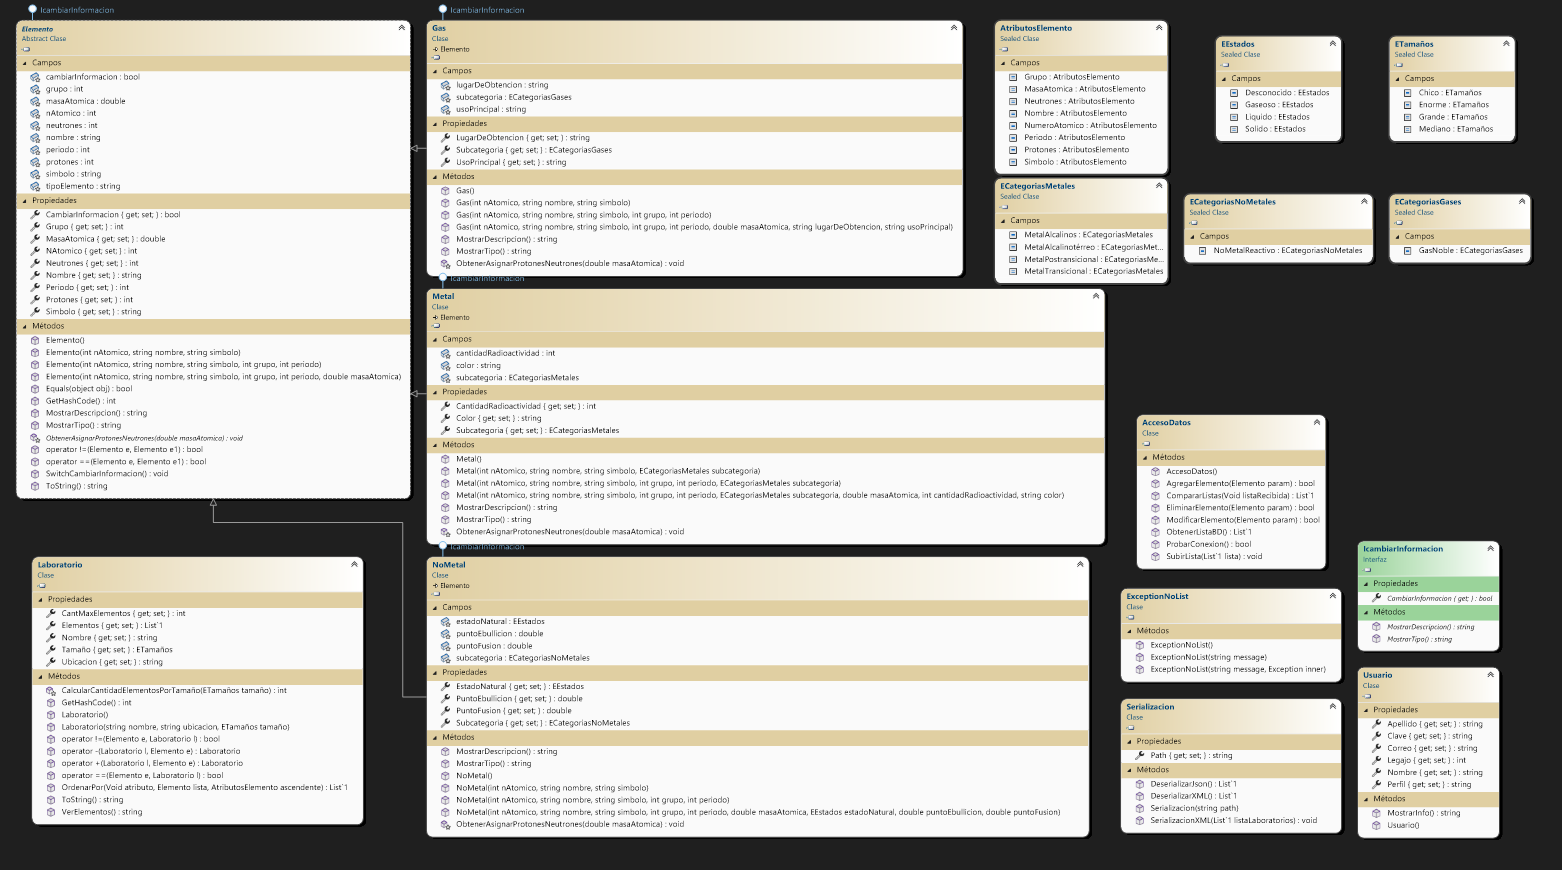 IcambiarInformacion
Elemento
Abstract Clase
Campos
cambiarInformacion : bool
grupo : int
masaAtomica : double
nAtomico : int
neutrones : int
nombre : string
periodo : int
protones : int
simbolo : string
tipoElemento : string
Propiedades
CambiarInformacion { get; set; } : bool
Grupo { get; set; } : int
MasaAtomica { get; set; } : double
NAtomico { get; set; } : int
Neutrones { get; set; } : int
Nombre { get; set; } : string
Periodo { get; set; } : int
Protones { get; set; } : int
Simbolo { get; set; } : string
Métodos
Elemento()
Elemento(int nAtomico, string nombre, string simbolo)
Elemento(int nAtomico, string nombre, string simbolo, int grupo, int periodo)
Elemento(int nAtomico, string nombre, string simbolo, int grupo, int periodo, double masaAtomica)
Equals(object obj) : bool
GetHashCode() : int
MostrarDescripcion() : string
MostrarTipo() : string
ObtenerAsignarProtonesNeutrones(double masaAtomica) : void
operator !=(Elemento e, Elemento e1) : bool
operator ==(Elemento e, Elemento e1) : bool
SwitchCambiarInformacion() : void
ToString() : string
Laboratorio
Clase
Propiedades
CantMaxElementos { get; set; } : int
Elementos { get; set; } : List`1
Nombre { get; set; } : string
Tamaño { get; set; } : ETamaños
Ubicacion { get; set; } : string
Métodos
CalcularCantidadElementosPorTamaño(ETamaños tamaño) : int
GetHashCode() : int
Laboratorio()
Laboratorio(string nombre, string ubicacion, ETamaños tamaño)
operator !=(Elemento e, Laboratorio l) : bool
operator -(Laboratorio l, Elemento e) : Laboratorio
operator +(Laboratorio l, Elemento e) : Laboratorio
operator ==(Elemento e, Laboratorio l) : bool
OrdenarPor(Void atributo, Elemento lista, AtributosElemento ascendente) : List`1
ToString() : string
VerElementos() : string
IcambiarInformacion
Gas
Clase
Elemento
Campos
lugarDeObtencion : string
subcategoria : ECategoriasGases
usoPrincipal : string
Propiedades
LugarDeObtencion { get; set; } : string
Subcategoria { get; set; } : ECategoriasGases
UsoPrincipal { get; set; } : string
Métodos
Gas()
Gas(int nAtomico, string nombre, string simbolo)
Gas(int nAtomico, string nombre, string simbolo, int grupo, int periodo)
Gas(int nAtomico, string nombre, string simbolo, int grupo, int periodo, double masaAtomica, string lugarDeObtencion, string usoPrincipal)
MostrarDescripcion() : string
MostrarTipo() : string
ObtenerAsignarProtonesNeutrones(double masaAtomica) : void
IcambiarInformacion
Metal
Clase
Elemento
Campos
cantidadRadioactividad : int
color : string
subcategoria : ECategoriasMetales
Propiedades
CantidadRadioactividad { get; set; } : int
Color { get; set; } : string
Subcategoria { get; set; } : ECategoriasMetales
Métodos
Metal()
Metal(int nAtomico, string nombre, string simbolo, ECategoriasMetales subcategoria)
Metal(int nAtomico, string nombre, string simbolo, int grupo, int periodo, ECategoriasMetales subcategoria)
Metal(int nAtomico, string nombre, string simbolo, int grupo, int periodo, ECategoriasMetales subcategoria, double masaAtomica, int cantidadRadioactividad, string color)
MostrarDescripcion() : string
MostrarTipo() : string
ObtenerAsignarProtonesNeutrones(double masaAtomica) : void
IcambiarInformacion
NoMetal
Clase
Elemento
Campos
estadoNatural : EEstados
puntoEbullicion : double
puntoFusion : double
subcategoria : ECategoriasNoMetales
Propiedades
EstadoNatural { get; set; } : EEstados
PuntoEbullicion { get; set; } : double
PuntoFusion { get; set; } : double
Subcategoria { get; set; } : ECategoriasNoMetales
Métodos
MostrarDescripcion() : string
MostrarTipo() : string
NoMetal()
NoMetal(int nAtomico, string nombre, string simbolo)
NoMetal(int nAtomico, string nombre, string simbolo, int grupo, int periodo)
NoMetal(int nAtomico, string nombre, string simbolo, int grupo, int periodo, double masaAtomica, EEstados estadoNatural, double puntoEbullicion, double puntoFusion)
ObtenerAsignarProtonesNeutrones(double masaAtomica) : void
AtributosElemento
Sealed Clase
Campos
Grupo : AtributosElemento
MasaAtomica : AtributosElemento
Neutrones : AtributosElemento
Nombre : AtributosElemento
NumeroAtomico : AtributosElemento
Periodo : AtributosElemento
Protones : AtributosElemento
Simbolo : AtributosElemento
EEstados
Sealed Clase
Campos
Desconocido : EEstados
Gaseoso : EEstados
Liquido : EEstados
Solido : EEstados
ETamaños
Sealed Clase
Campos
Chico : ETamaños
Enorme : ETamaños
Grande : ETamaños
Mediano : ETamaños
ECategoriasMetales
Sealed Clase
Campos
MetalAlcalinos : ECategoriasMetales
MetalAlcalinotérreo : ECategoriasMet...
MetalPostransicional : ECategoriasMe...
MetalTransicional : ECategoriasMetales
ECategoriasNoMetales
Sealed Clase
Campos
NoMetalReactivo : ECategoriasNoMetales
ECategoriasGases
Sealed Clase
Campos
GasNoble : ECategoriasGases
AccesoDatos
Clase
Métodos
AccesoDatos()
AgregarElemento(Elemento param) : bool
CompararListas(Void listaRecibida) : List`1
EliminarElemento(Elemento param) : bool
ModificarElemento(Elemento param) : bool
ObtenerListaBD() : List`1
ProbarConexion() : bool
SubirLista(List`1 lista) : void
ExceptionNoList
Clase
Métodos
ExceptionNoList()
ExceptionNoList(string message)
ExceptionNoList(string message, Exception inner)
Serializacion
Clase
Propiedades
Path { get; set; } : string
Métodos
DeserializarJson() : List`1
DeserializarXML() : List`1
Serializacion(string path)
SerializacionXML(List`1 listaLaboratorios) : void
IcambiarInformacion
Interfaz
Propiedades
CambiarInformacion { get; } : bool
Métodos
MostrarDescripcion() : string
MostrarTipo() : string
Usuario
Clase
Propiedades
Apellido { get; set; } : string
Clave { get; set; } : string
Correo { get; set; } : string
Legajo { get; set; } : int
Nombre { get; set; } : string
Perfil { get; set; } : string
Métodos
MostrarInfo() : string
Usuario()